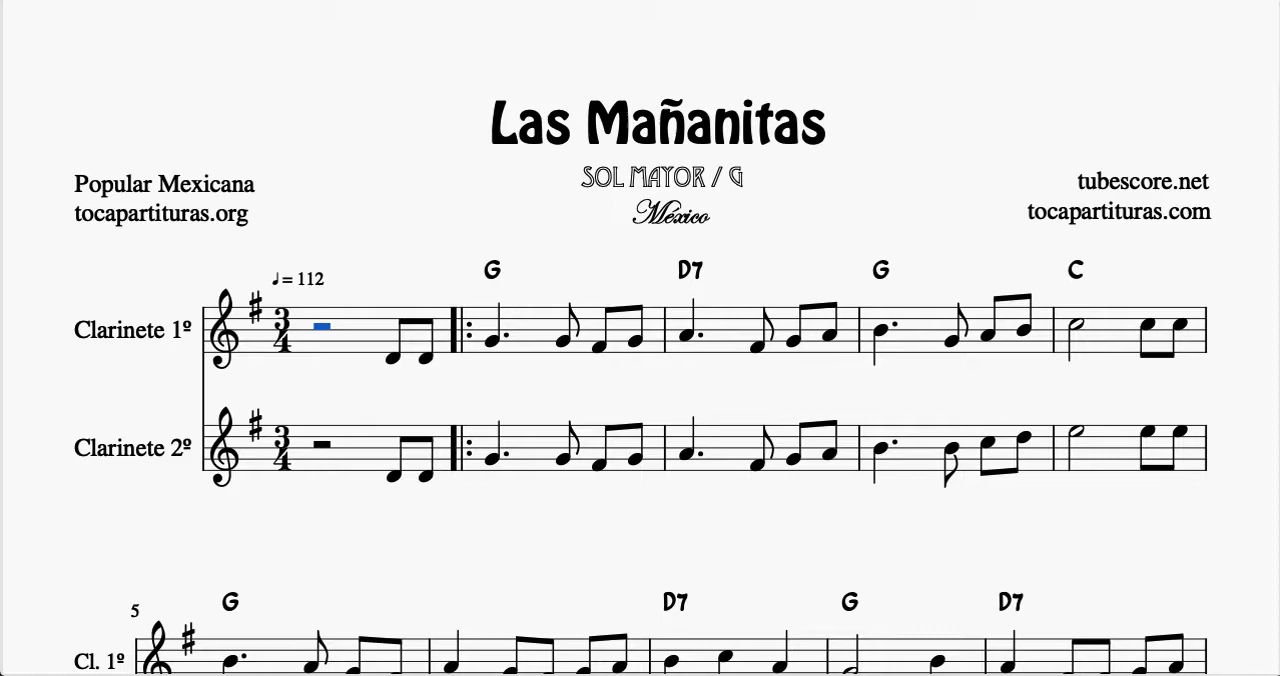 Las Mañanitas
SOL MAYOR / G
México
Popular Mexicana
tocapartituras.org
tubescore.net
tocapartituras.com
♩= 112
G D7 G C
Clarinete 1º
3
4
Clarinete 2º
3
4
5
G D7 G D7
Cl. 1º